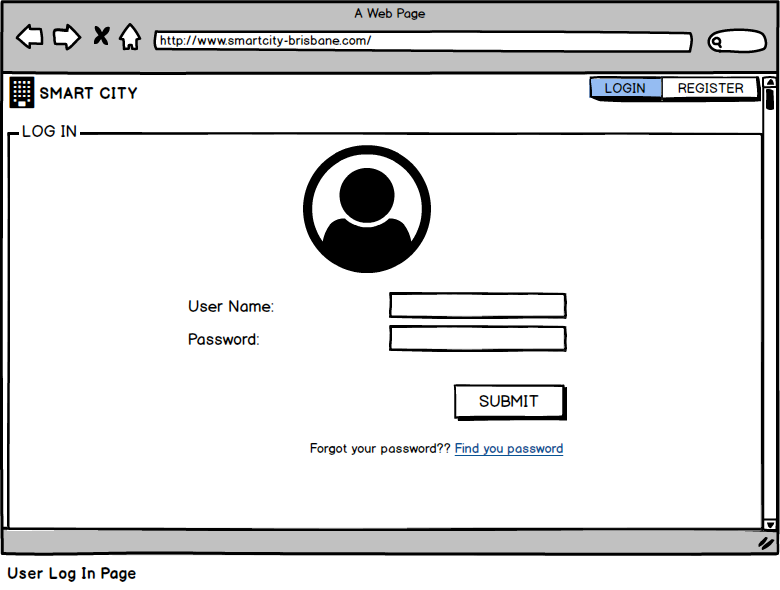 A Web Page
http://www.smartcity-brisbane.com/
SMART CITY
LOGIN REGISTER
LOG IN
User Name:
Password:
SUBMIT
Forgot your password?? Find you password
User Log In Page